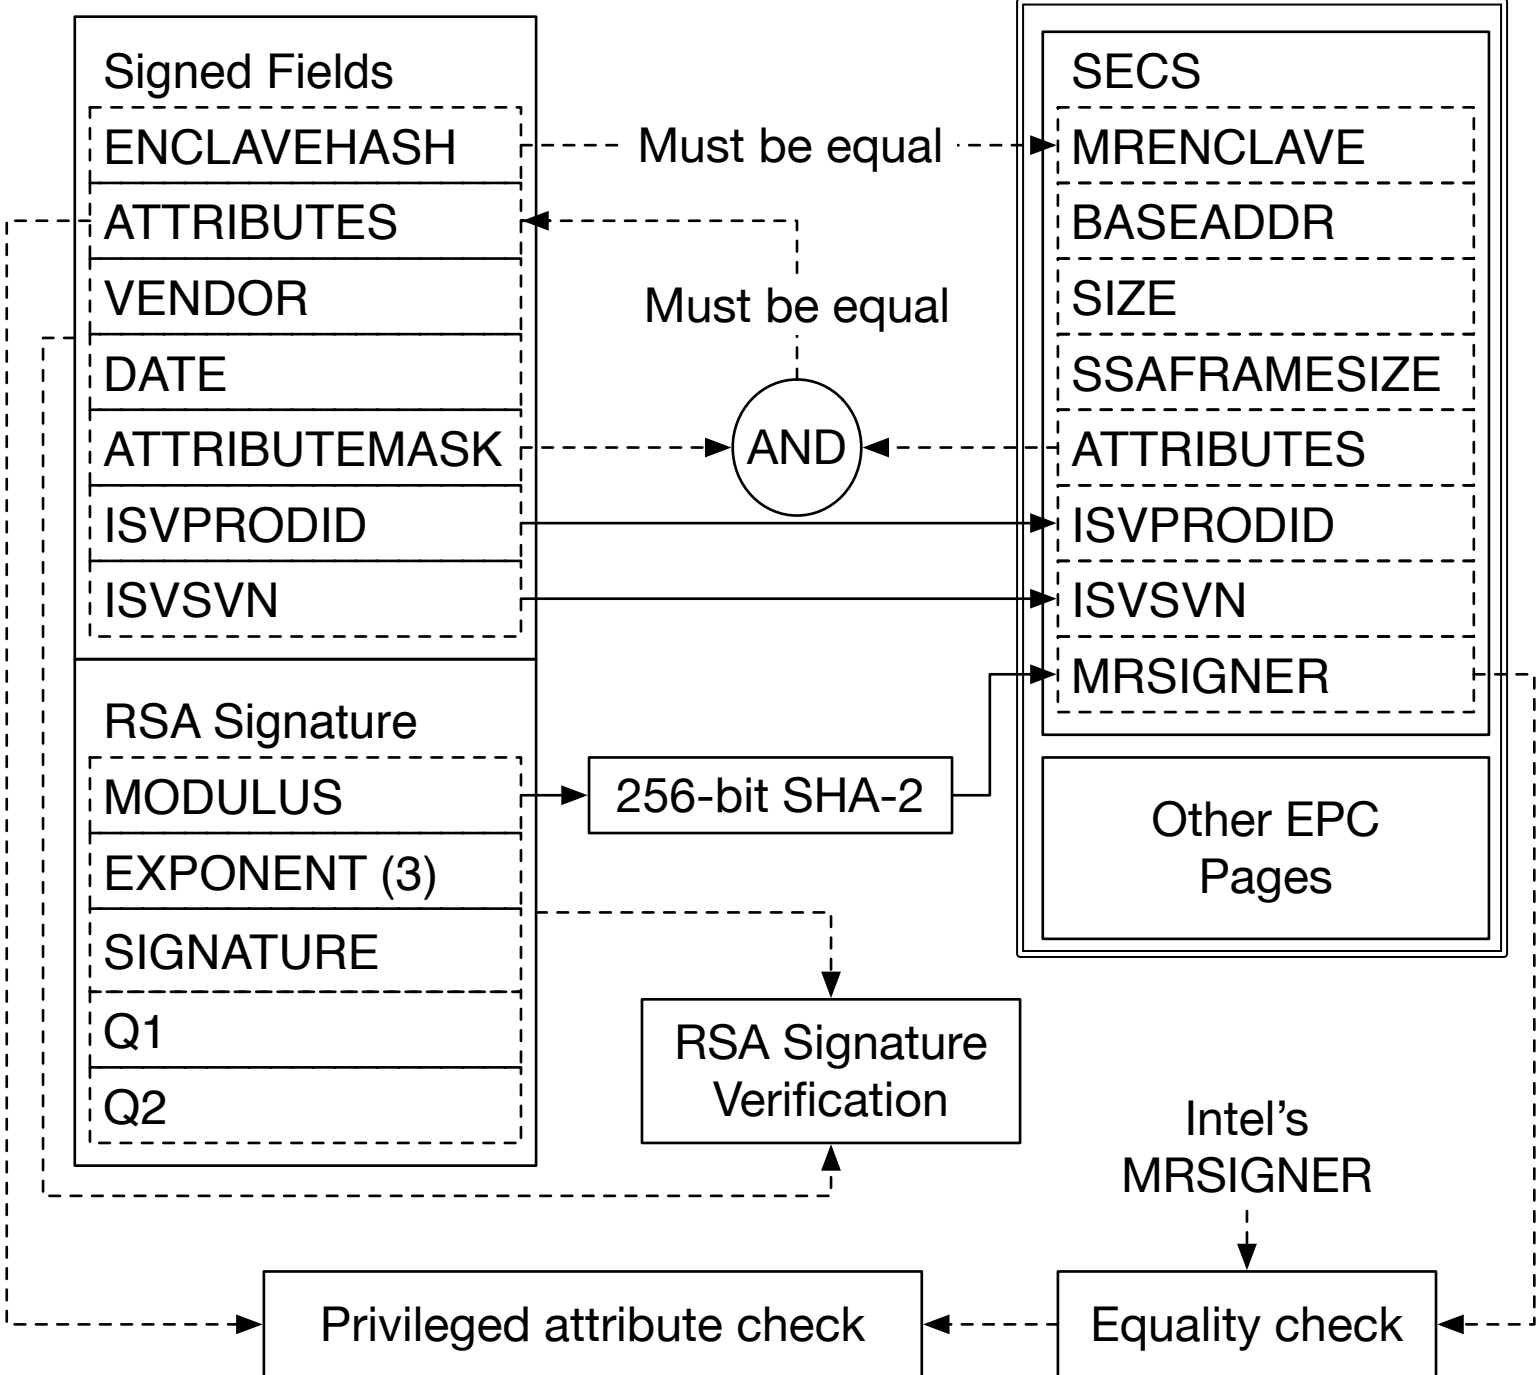 Signed Fields
ENCLAVEHASH
ATTRIBUTES
VENDOR
DATE
ATTRIBUTEMASK
ISVPRODID
ISVSVN
RSA Signature
MODULUS
EXPONENT (3)
SIGNATURE
Q1
Q2
Must be equal
Must be equal
AND
256-bit SHA-2
RSA Signature
Verification
SECS
MRENCLAVE
BASEADDR
SIZE
SSAFRAMESIZE
ATTRIBUTES
ISVPRODID
ISVSVN
MRSIGNER
Other EPC
Pages
Intel’s
MRSIGNER
Privileged attribute check
Equality check